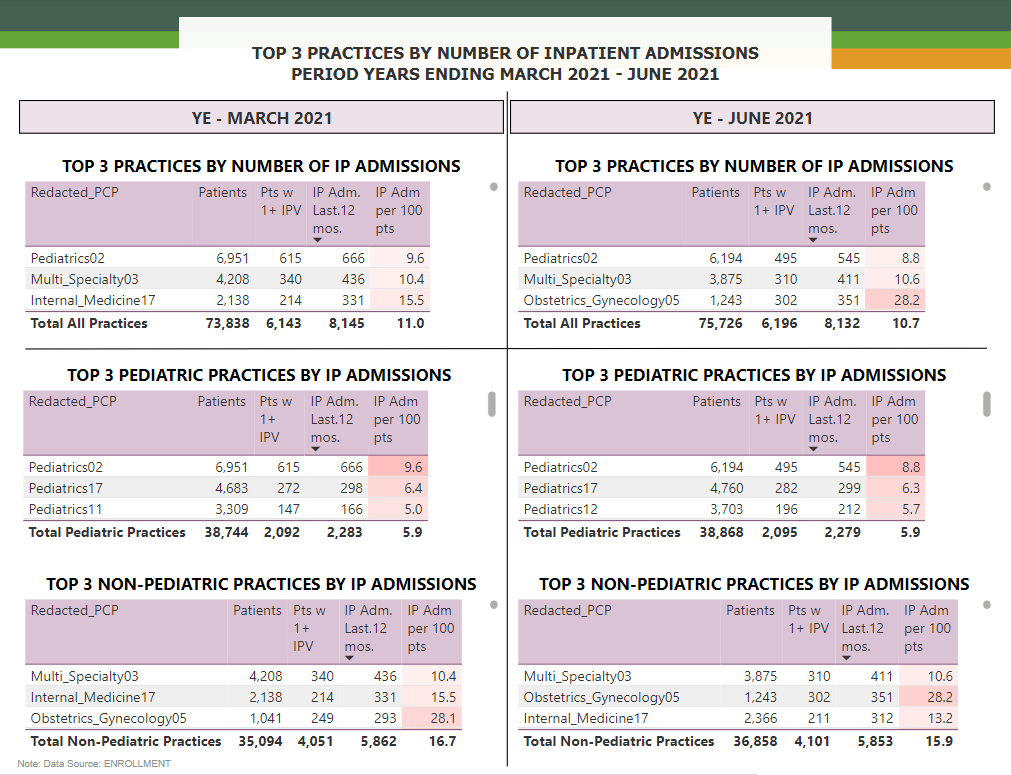 TOP 3 PRACTICES BY NUMBER OF INPATIENT ADMISSIONS
PERIOD YEARS ENDING MARCH 2021 - JUNE 2021
YE - MARCH 2021
TOP 3 PRACTICES BY NUMBER OF IP ADMISSIONS
Redacted_PCP Patients Pts w IP Adm. IP Adm
1+ IPV Last.12 per 100
mos. pts
Pediatrics02 6,951 615 666 9.6
Multi_Specialty03 4,208 340 436 10.4
Internal_Medicine17 2,138 214 331 15.5
Total All Practices 73,838 6,143 8,145 11.0
TOP 3 PEDIATRIC PRACTICES BY IP ADMISSIONS
Redacted_PCP Patients Pts w IP Adm. IP Adm
1+ Last.12 per 100
IPV mos. pts
Pediatrics02 6,951 615 666 9.6
Pediatrics17 4,683 272 298 6.4
Pediatrics11 3,309 147 166 5.0
Total Pediatric Practices 38,744 2,092 2,283 5.9
TOP 3 NON-PEDIATRIC PRACTICES BY IP ADMISSIONS
Redacted_PCP Patients Pts w IP Adm. IP Adm
1+ Last.12 per 100
IPV mos. pts
Multi_Specialty03 4,208 340 436 10.4
Internal_Medicine17 2,138 214 331 15.5
Obstetrics_Gynecology05 1,041 249 293 28.1
Total Non-Pediatric Practices 35,094 4,051 5,862 16.7
YE - JUNE 2021
TOP 3 PRACTICES BY NUMBER OF IP ADMISSIONS
Redacted_PCP Patients Pts w IP Adm. IP Adm
1+ IPV Last.12 per 100
mos. pts
Pediatrics02 6,194 495 545 8.8
Multi_Specialty03 3,875 310 411 10.6
Obstetrics_Gynecology05 1,243 302 351 28.2
Total All Practices 75,726 6,196 8,132 10.7
TOP 3 PEDIATRIC PRACTICES BY IP ADMISSIONS
Redacted_PCP Patients Pts w IP Adm. IP Adm
1+ IPV Last.12 per 100
mos. pts
Pediatrics02 6,194 495 545 8.8
Pediatrics17 4,760 282 299 6.3
Pediatrics12 3,703 196 212 5.7
Total Pediatric Practices 38,868 2,095 2,279 5.9
TOP 3 NON-PEDIATRIC PRACTICES BY IP ADMISSIONS
Redacted_PCP Patients Pts w IP Adm. IP Adm
1+ IPV Last.12 per 100
mos. pts
Multi_Specialty03 3,875 310 411 10.6
Obstetrics_Gynecology05 1,243 302 351 28.2
Internal_Medicine17 2,366 211 312 13.2
Total Non-Pediatric Practices 36,858 4,101 5,853 15.9
Note: Data Source: ENROLLMENT